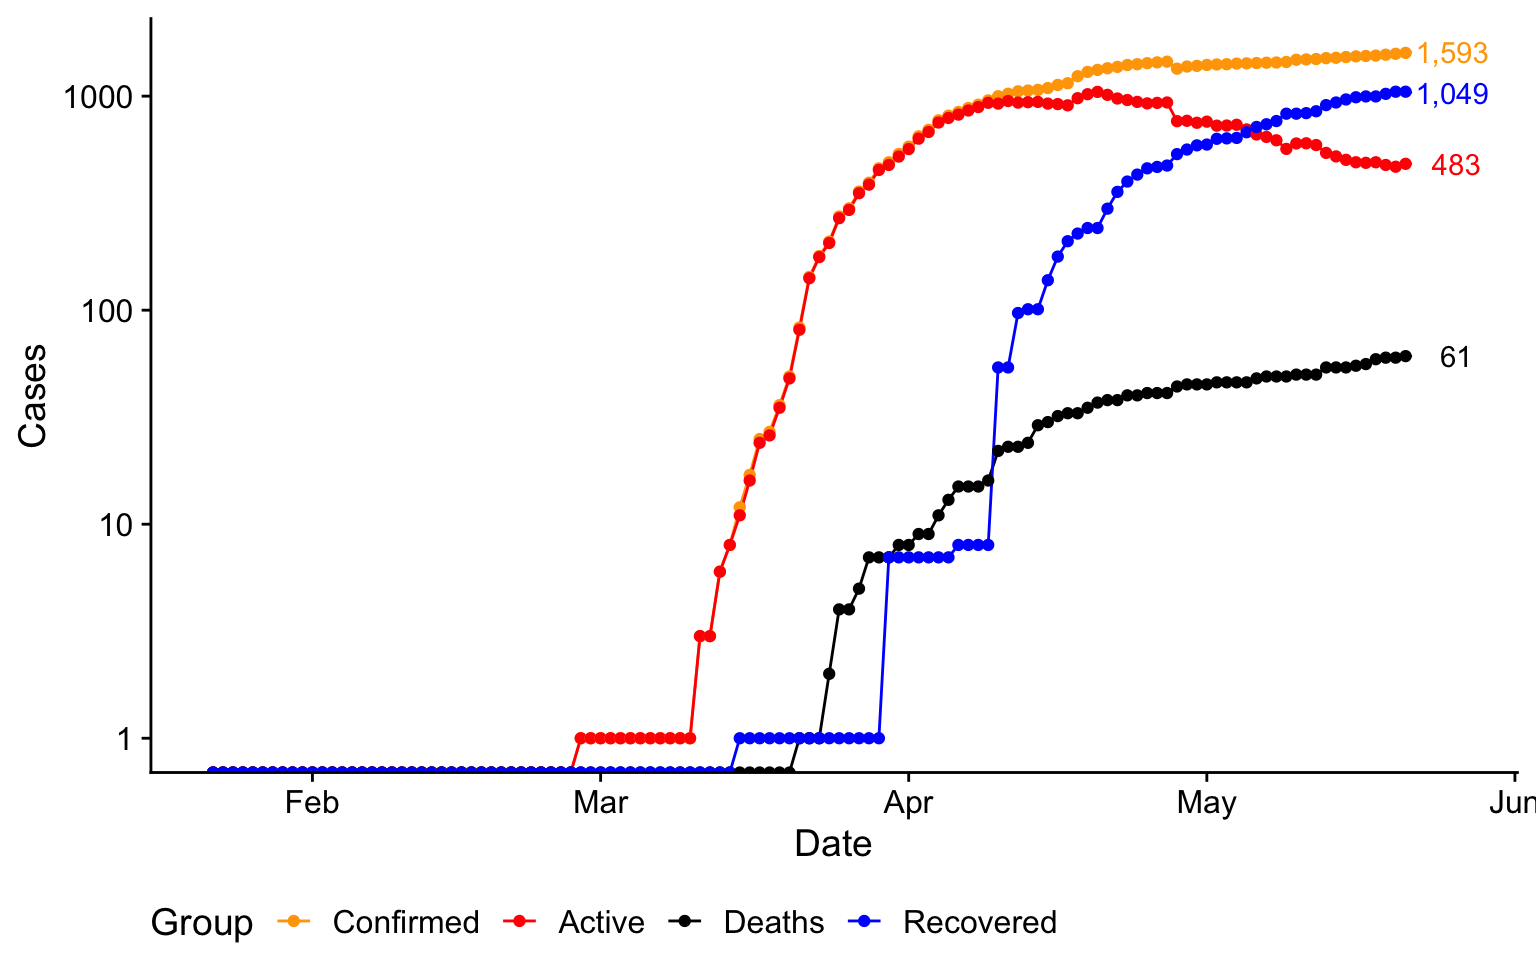 1,593
1000
1,049
483
100
61
Cases
10
1
Feb Mar Apr May Jun
Date
Group Confirmed Active Deaths Recovered